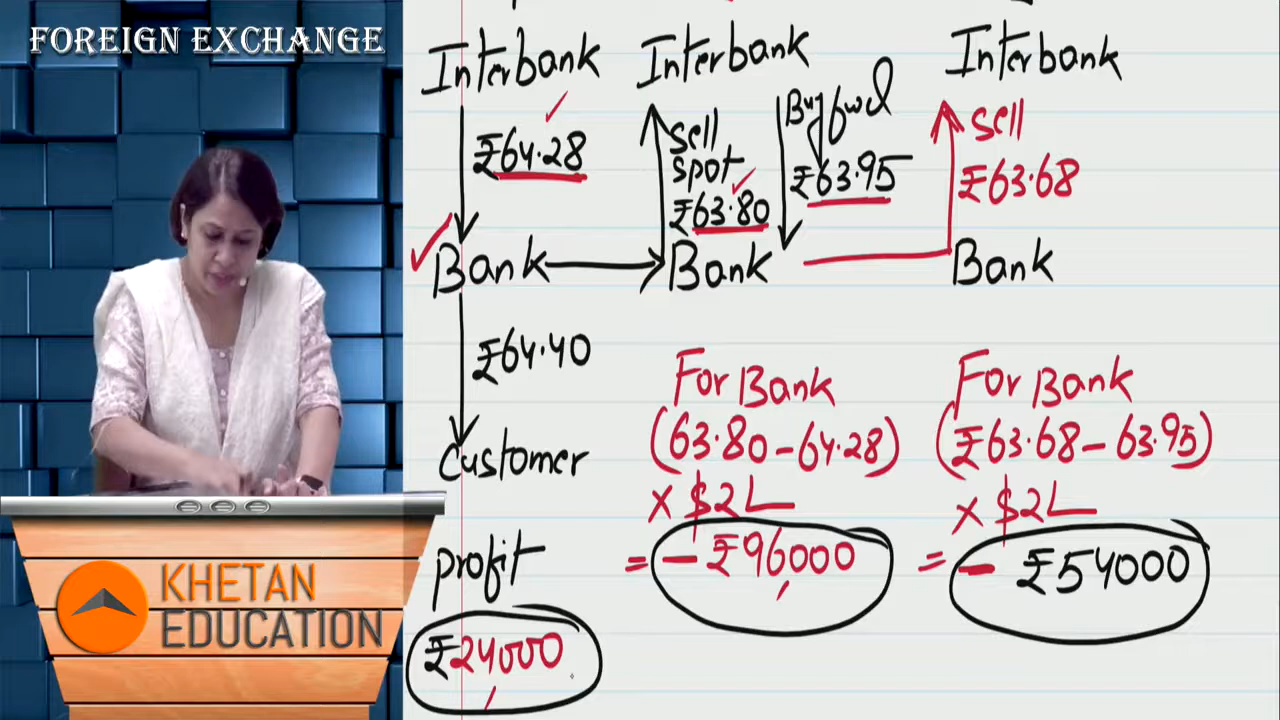 FOREIGN EXCHANGE
Interbank
₹64.28
Bank
₹64.40
Customer
profit
₹24000
Interbank
sell
spot
₹63.80
Buy fwd
₹63.95
Bank
For Bank
(63.80-64.28)
× $2L
= - ₹96000
Interbank
sell
₹63.68
Bank
For Bank
(₹63.68-63.95)
× $2L
= - ₹54000
KHETAN
EDUCATION